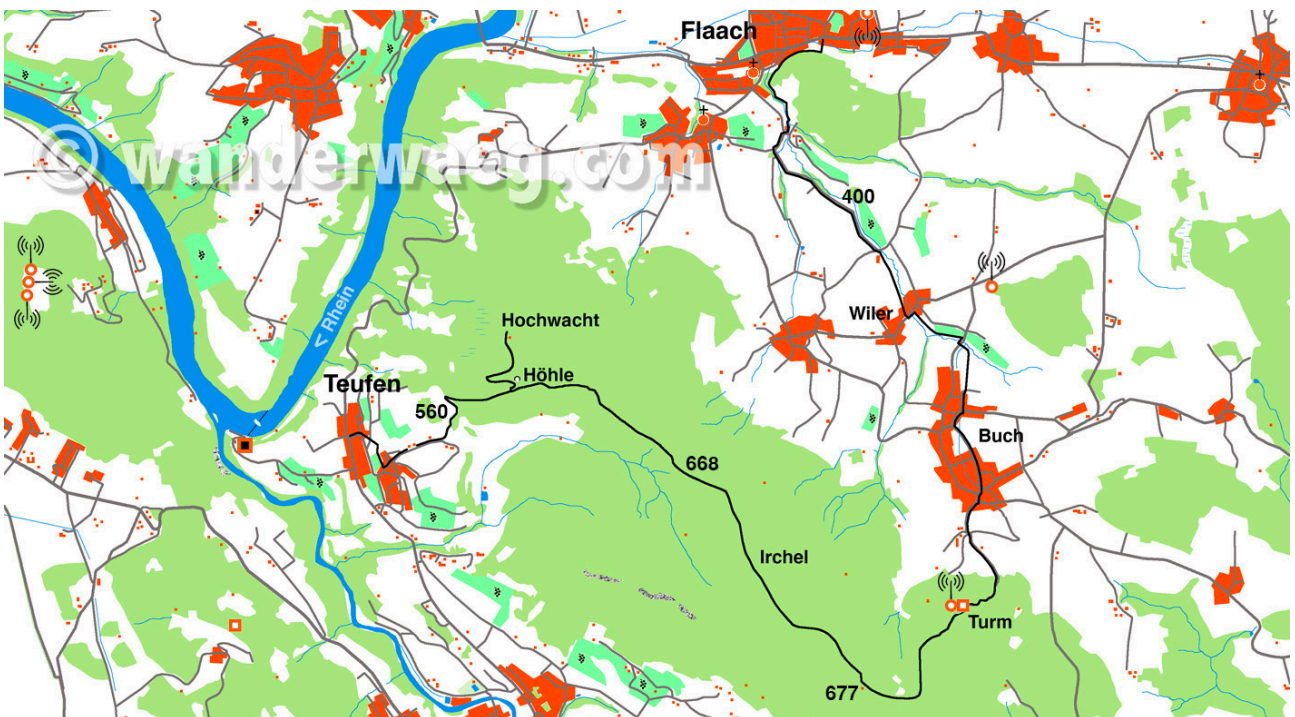 Flaach
© wanderwaeg.com
400
< Rhein
Wiler
Hochwacht
Höhle
Teufen
560
Buch
668
Irchel
Turm
677